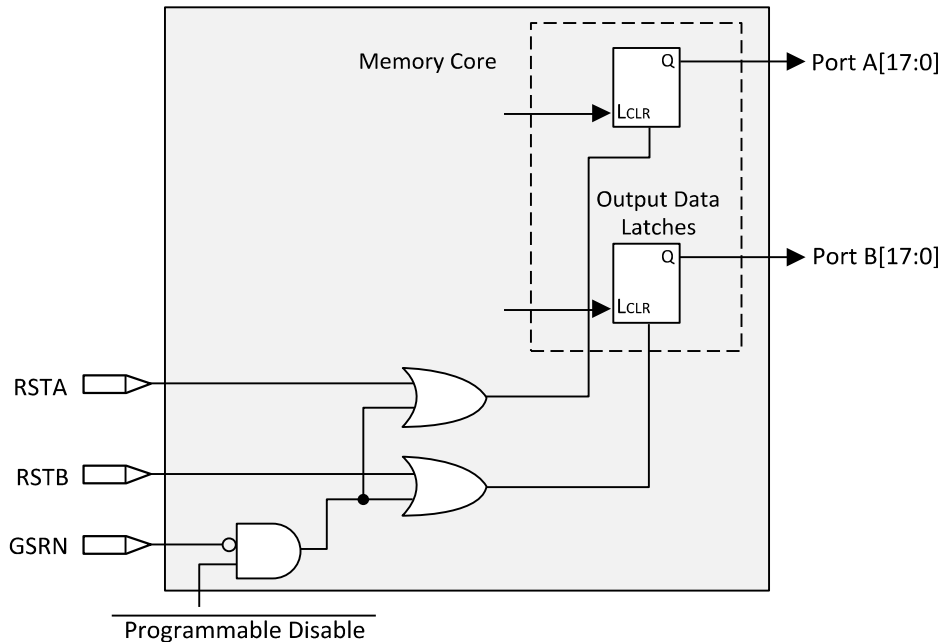 Memory Core
Q
Port A[17:0]
LCLR
Output Data
Latches
Q
Port B[17:0]
LCLR
RSTA
RSTB
GSRN
Programmable Disable